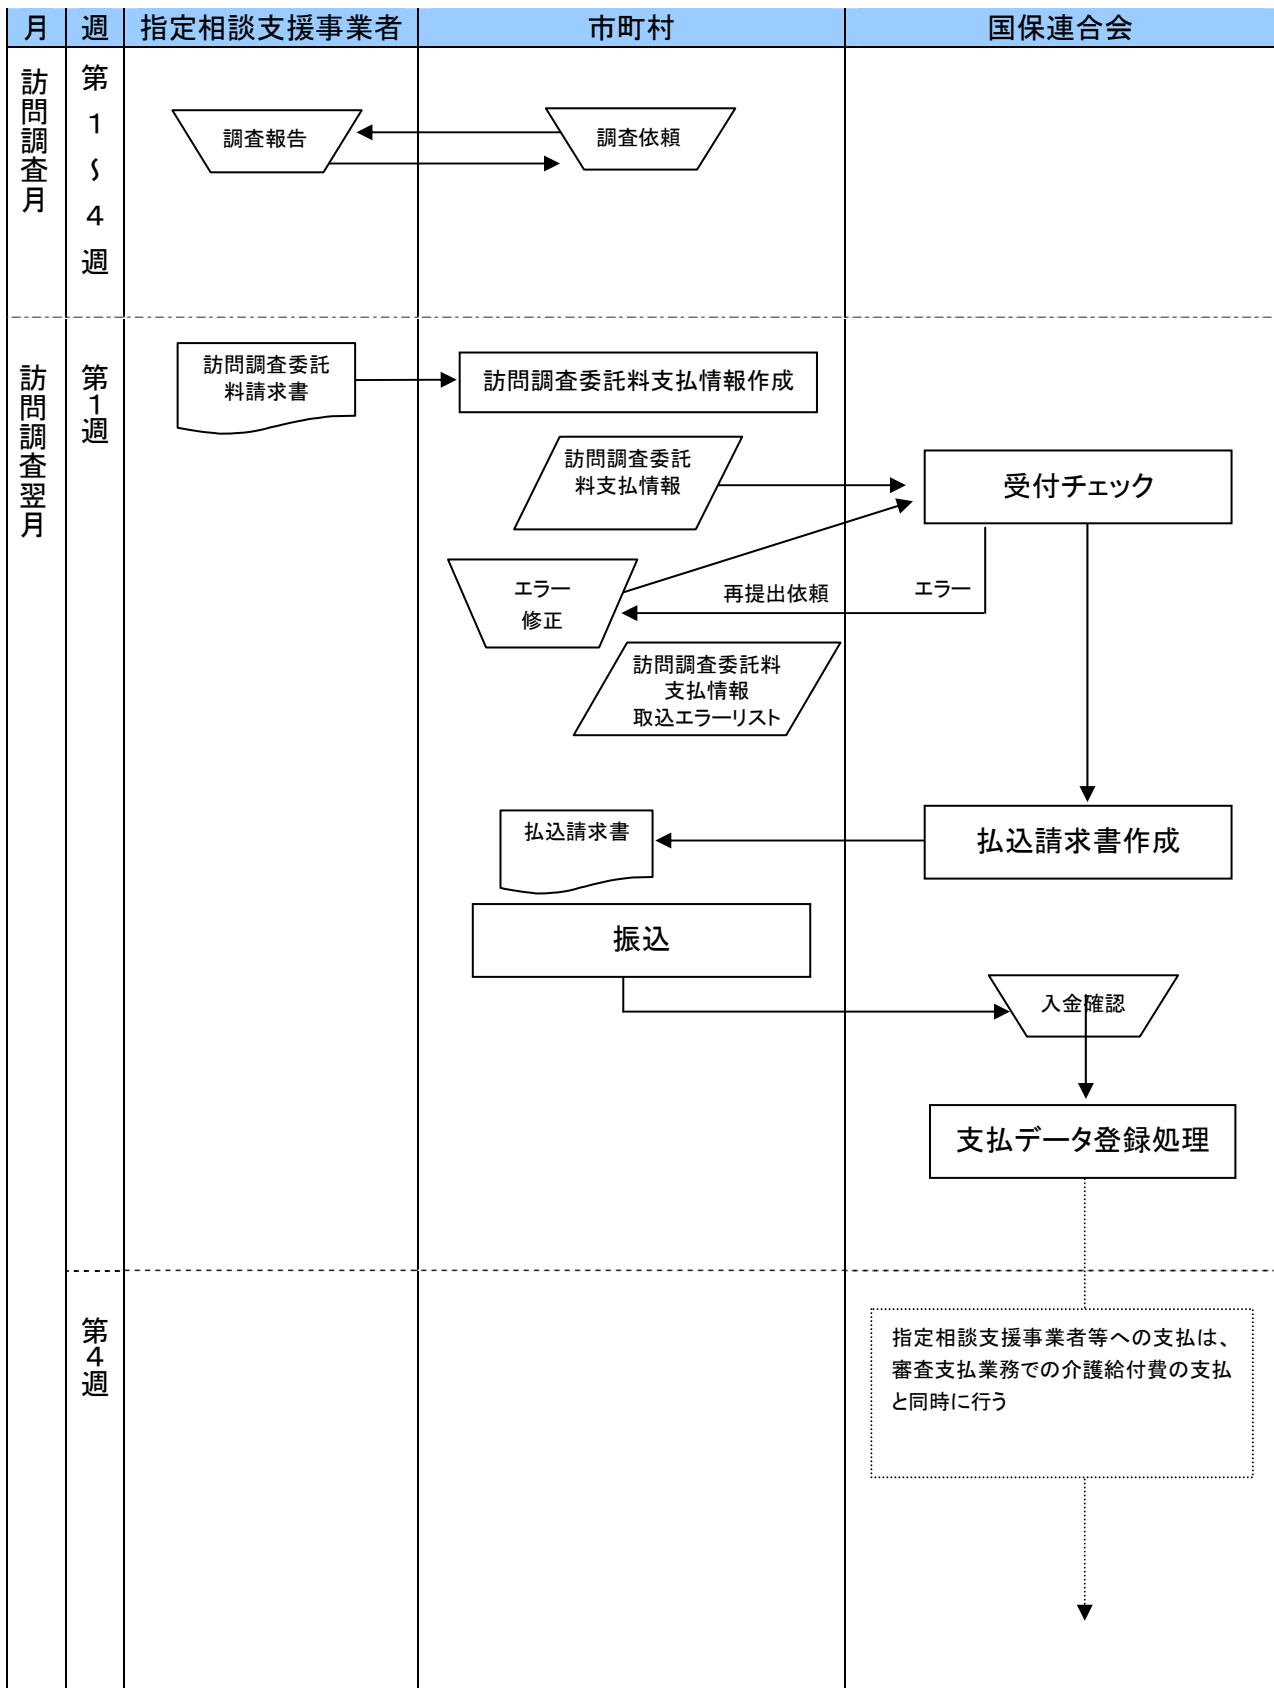 月 週 指定相談支援事業者 市町村 国保連合会
訪問調査月
第1～4週
調査報告
調査依頼
訪問調査翌月
第1週
訪問調査委託
料請求書
訪問調査委託料支払情報作成
訪問調査委託
料支払情報
受付チェック
エラー
修正
再提出依頼
エラー
訪問調査委託料
支払情報
取込エラーリスト
払込請求書
払込請求書作成
振込
入金確認
支払データ登録処理
第4週
指定相談支援事業者等への支払は、
審査支払業務での介護給付費の支払
と同時に行う